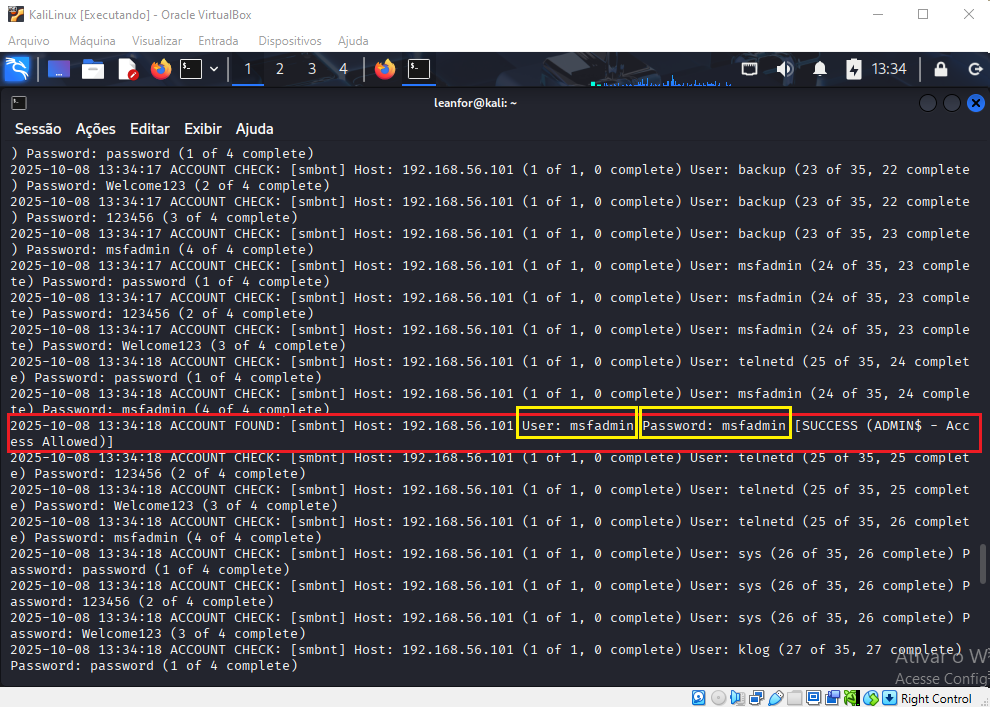 KaliLinux [Executando] - Oracle VirtualBox
Arquivo Máquina Visualizar Entrada Dispositivos Ajuda
1 2 3 4 13:34
leanfor@kali: ~
Sessão Ações Editar Exibir Ajuda
) Password: password (1 of 4 complete)
2025-10-08 13:34:17 ACCOUNT CHECK: [smbnt] Host: 192.168.56.101 (1 of 1, 0 complete) User: backup (23 of 35, 22 complete
) Password: Welcome123 (2 of 4 complete)
2025-10-08 13:34:17 ACCOUNT CHECK: [smbnt] Host: 192.168.56.101 (1 of 1, 0 complete) User: backup (23 of 35, 22 complete
) Password: 123456 (3 of 4 complete)
2025-10-08 13:34:17 ACCOUNT CHECK: [smbnt] Host: 192.168.56.101 (1 of 1, 0 complete) User: backup (23 of 35, 23 complete
) Password: msfadmin (4 of 4 complete)
2025-10-08 13:34:17 ACCOUNT CHECK: [smbnt] Host: 192.168.56.101 (1 of 1, 0 complete) User: msfadmin (24 of 35, 23 comple
te) Password: password (1 of 4 complete)
2025-10-08 13:34:17 ACCOUNT CHECK: [smbnt] Host: 192.168.56.101 (1 of 1, 0 complete) User: msfadmin (24 of 35, 23 comple
te) Password: 123456 (2 of 4 complete)
2025-10-08 13:34:17 ACCOUNT CHECK: [smbnt] Host: 192.168.56.101 (1 of 1, 0 complete) User: msfadmin (24 of 35, 23 comple
te) Password: Welcome123 (3 of 4 complete)
2025-10-08 13:34:18 ACCOUNT CHECK: [smbnt] Host: 192.168.56.101 (1 of 1, 0 complete) User: telnetd (25 of 35, 24 complet
e) Password: password (1 of 4 complete)
2025-10-08 13:34:18 ACCOUNT CHECK: [smbnt] Host: 192.168.56.101 (1 of 1, 0 complete) User: msfadmin (24 of 35, 24 comple
te) Password: msfadmin (4 of 4 complete)
2025-10-08 13:34:18 ACCOUNT FOUND: [smbnt] Host: 192.168.56.101 User: msfadmin Password: msfadmin [SUCCESS (ADMIN$ - Acc
ess Allowed)]
2025-10-08 13:34:18 ACCOUNT CHECK: [smbnt] Host: 192.168.56.101 (1 of 1, 0 complete) User: telnetd (25 of 35, 25 complet
e) Password: 123456 (2 of 4 complete)
2025-10-08 13:34:18 ACCOUNT CHECK: [smbnt] Host: 192.168.56.101 (1 of 1, 0 complete) User: telnetd (25 of 35, 25 complet
e) Password: Welcome123 (3 of 4 complete)
2025-10-08 13:34:18 ACCOUNT CHECK: [smbnt] Host: 192.168.56.101 (1 of 1, 0 complete) User: telnetd (25 of 35, 26 complet
e) Password: msfadmin (4 of 4 complete)
2025-10-08 13:34:18 ACCOUNT CHECK: [smbnt] Host: 192.168.56.101 (1 of 1, 0 complete) User: sys (26 of 35, 26 complete) P
assword: password (1 of 4 complete)
2025-10-08 13:34:18 ACCOUNT CHECK: [smbnt] Host: 192.168.56.101 (1 of 1, 0 complete) User: sys (26 of 35, 26 complete) P
assword: 123456 (2 of 4 complete)
2025-10-08 13:34:18 ACCOUNT CHECK: [smbnt] Host: 192.168.56.101 (1 of 1, 0 complete) User: sys (26 of 35, 26 complete) P
assword: Welcome123 (3 of 4 complete)
2025-10-08 13:34:18 ACCOUNT CHECK: [smbnt] Host: 192.168.56.101 (1 of 1, 0 complete) User: klog (27 of 35, 27 complete)
Password: password (1 of 4 complete)
Ativar o W
Acesse Config
Right Control